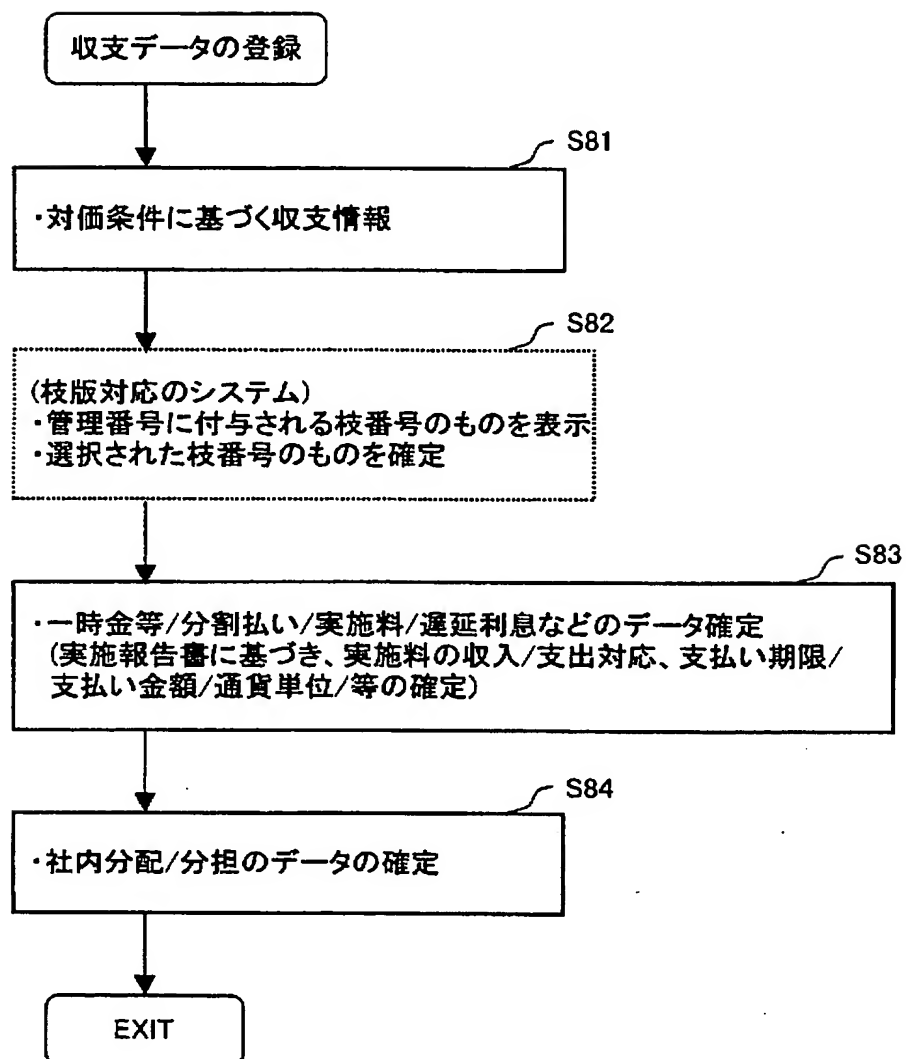 収支データの登録
S81
・対価条件に基づく収支情報
S82
(枝版対応のシステム)
・管理番号に付与される枝番号のものを表示
・選択された枝番号のものを確定
S83
・一時金等/分割払い/実施料/遅延利息などのデータ確定
(実施報告書に基づき、実施料の収入/支出対応、支払い期限/
支払い金額/通貨単位/等の確定)
S84
・社内分配/分担のデータの確定
EXIT